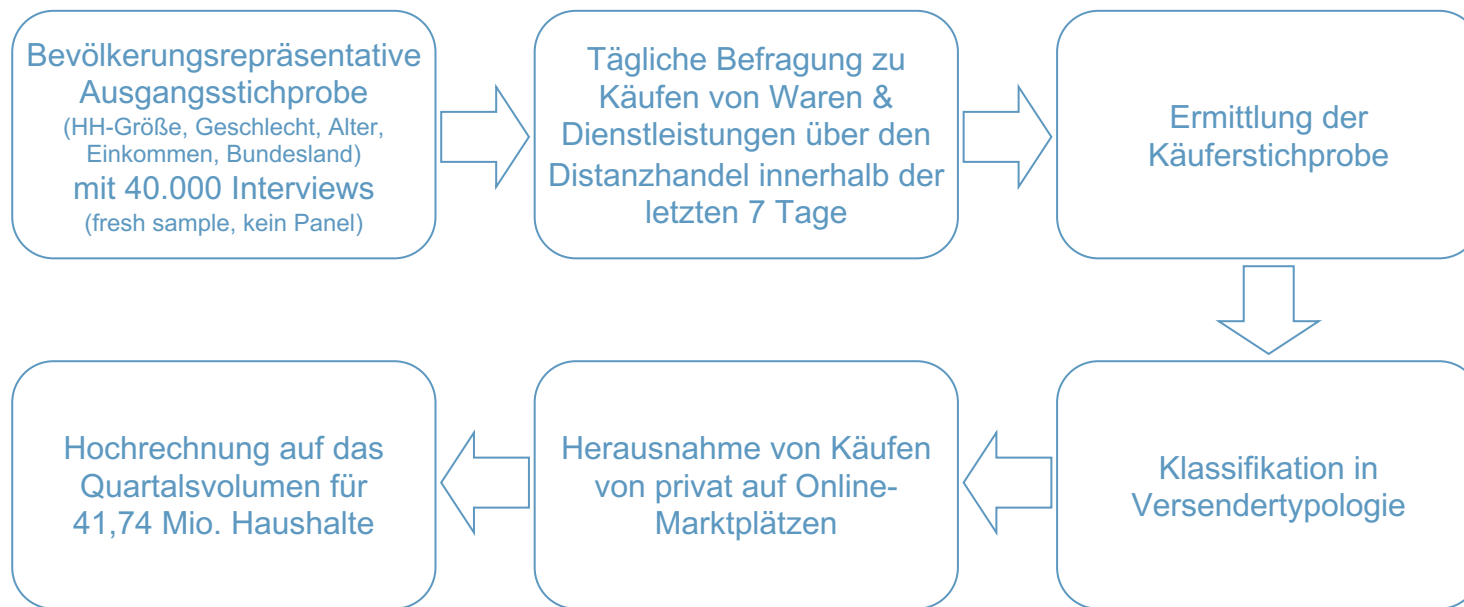 Bevölkerungsrepräsentative
Ausgangsstichprobe
(HH-Größe, Geschlecht, Alter,
Einkommen, Bundesland)
mit 40.000 Interviews
(fresh sample, kein Panel)
Tägliche Befragung zu
Käufen von Waren &
Dienstleistungen über den
Distanzhandel innerhalb der
letzten 7 Tage
Ermittlung der
Käuferstichprobe
Klassifikation in
Versendertypologie
Herausnahme von Käufen
von privat auf Online-
Marktplätzen
Hochrechnung auf das
Quartalsvolumen für
41,74 Mio. Haushalte